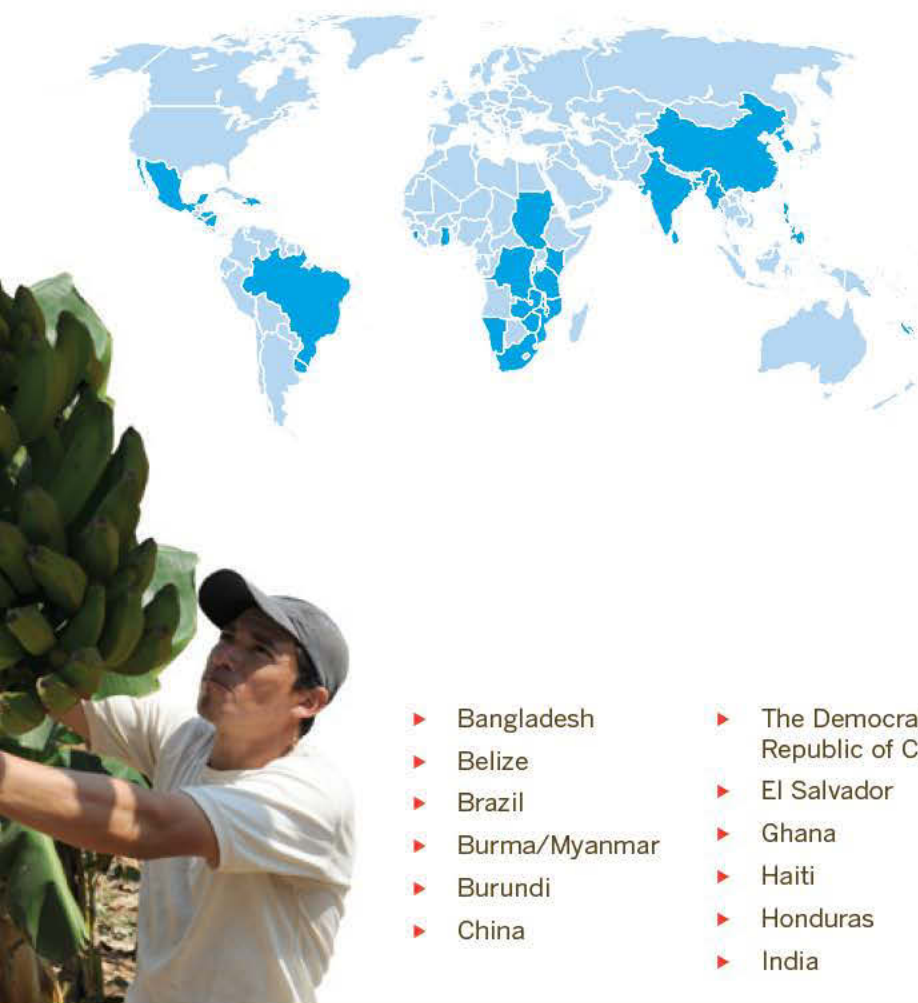 Bangladesh
Belize
Brazil
Burma/Myanmar
Burundi
China
The Democra
Republic of C
El Salvador
Ghana
Haiti
Honduras
India